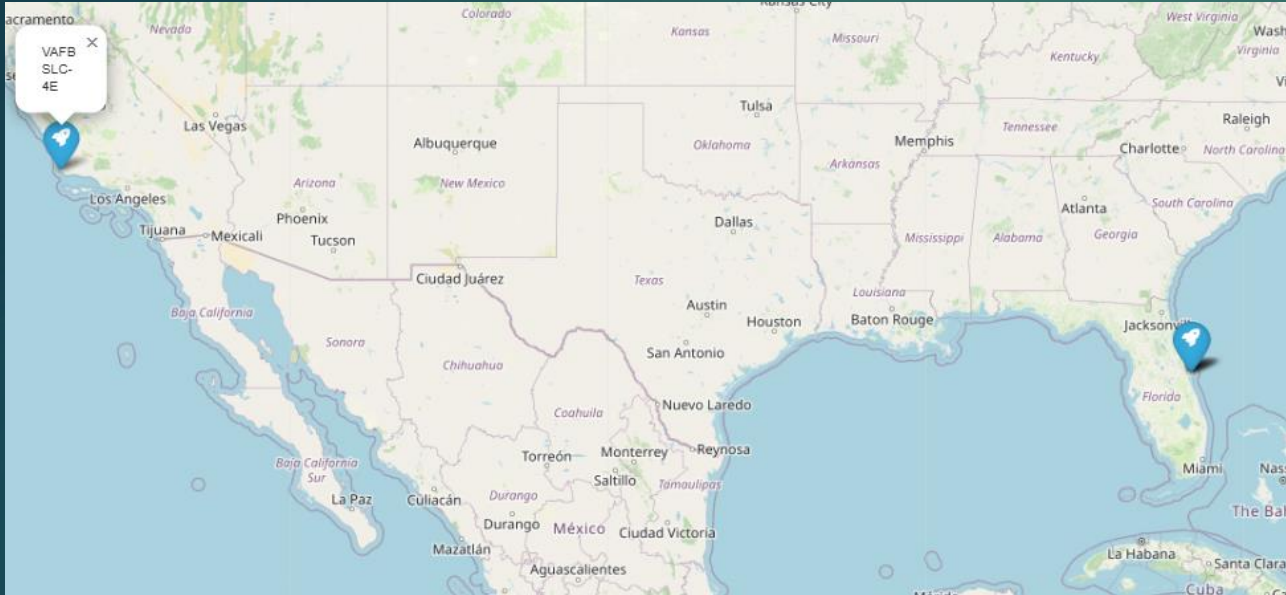 Kansas City
Sacramento
Colorado
West Virginia
Nevada
Kansas
Missouri
Wash
Virginia
Kentucky
VAFB
SLC-
4E
×
Las Vegas
Tulsa
Raleigh
Tennessee
Albuquerque
Oklahoma
Memphis
Charlotte
North Carolina
Arkansas
Arizona
New Mexico
Los Angeles
South Carolina
Phoenix
Dallas
Atlanta
Tijuana
Mexicali
Tucson
Mississippi
Alabama
Georgia
Ciudad Juárez
Texas
Louisiana
Baja California
Austin
Houston
Baton Rouge
Jacksonvil
Sonora
San Antonio
Chihuahua
Florida
Coahuila
Nuevo Laredo
Torreón
Monterrey
Reynosa
Baja California
Sur
Saltillo
Tamaulipas
Miami
Nas
La Paz
Culiacán
Durango
The Bal
Durango
México
Ciudad Victoria
Mazatlán
La Habana
Santa Clara
Aguascalientes
Cuba